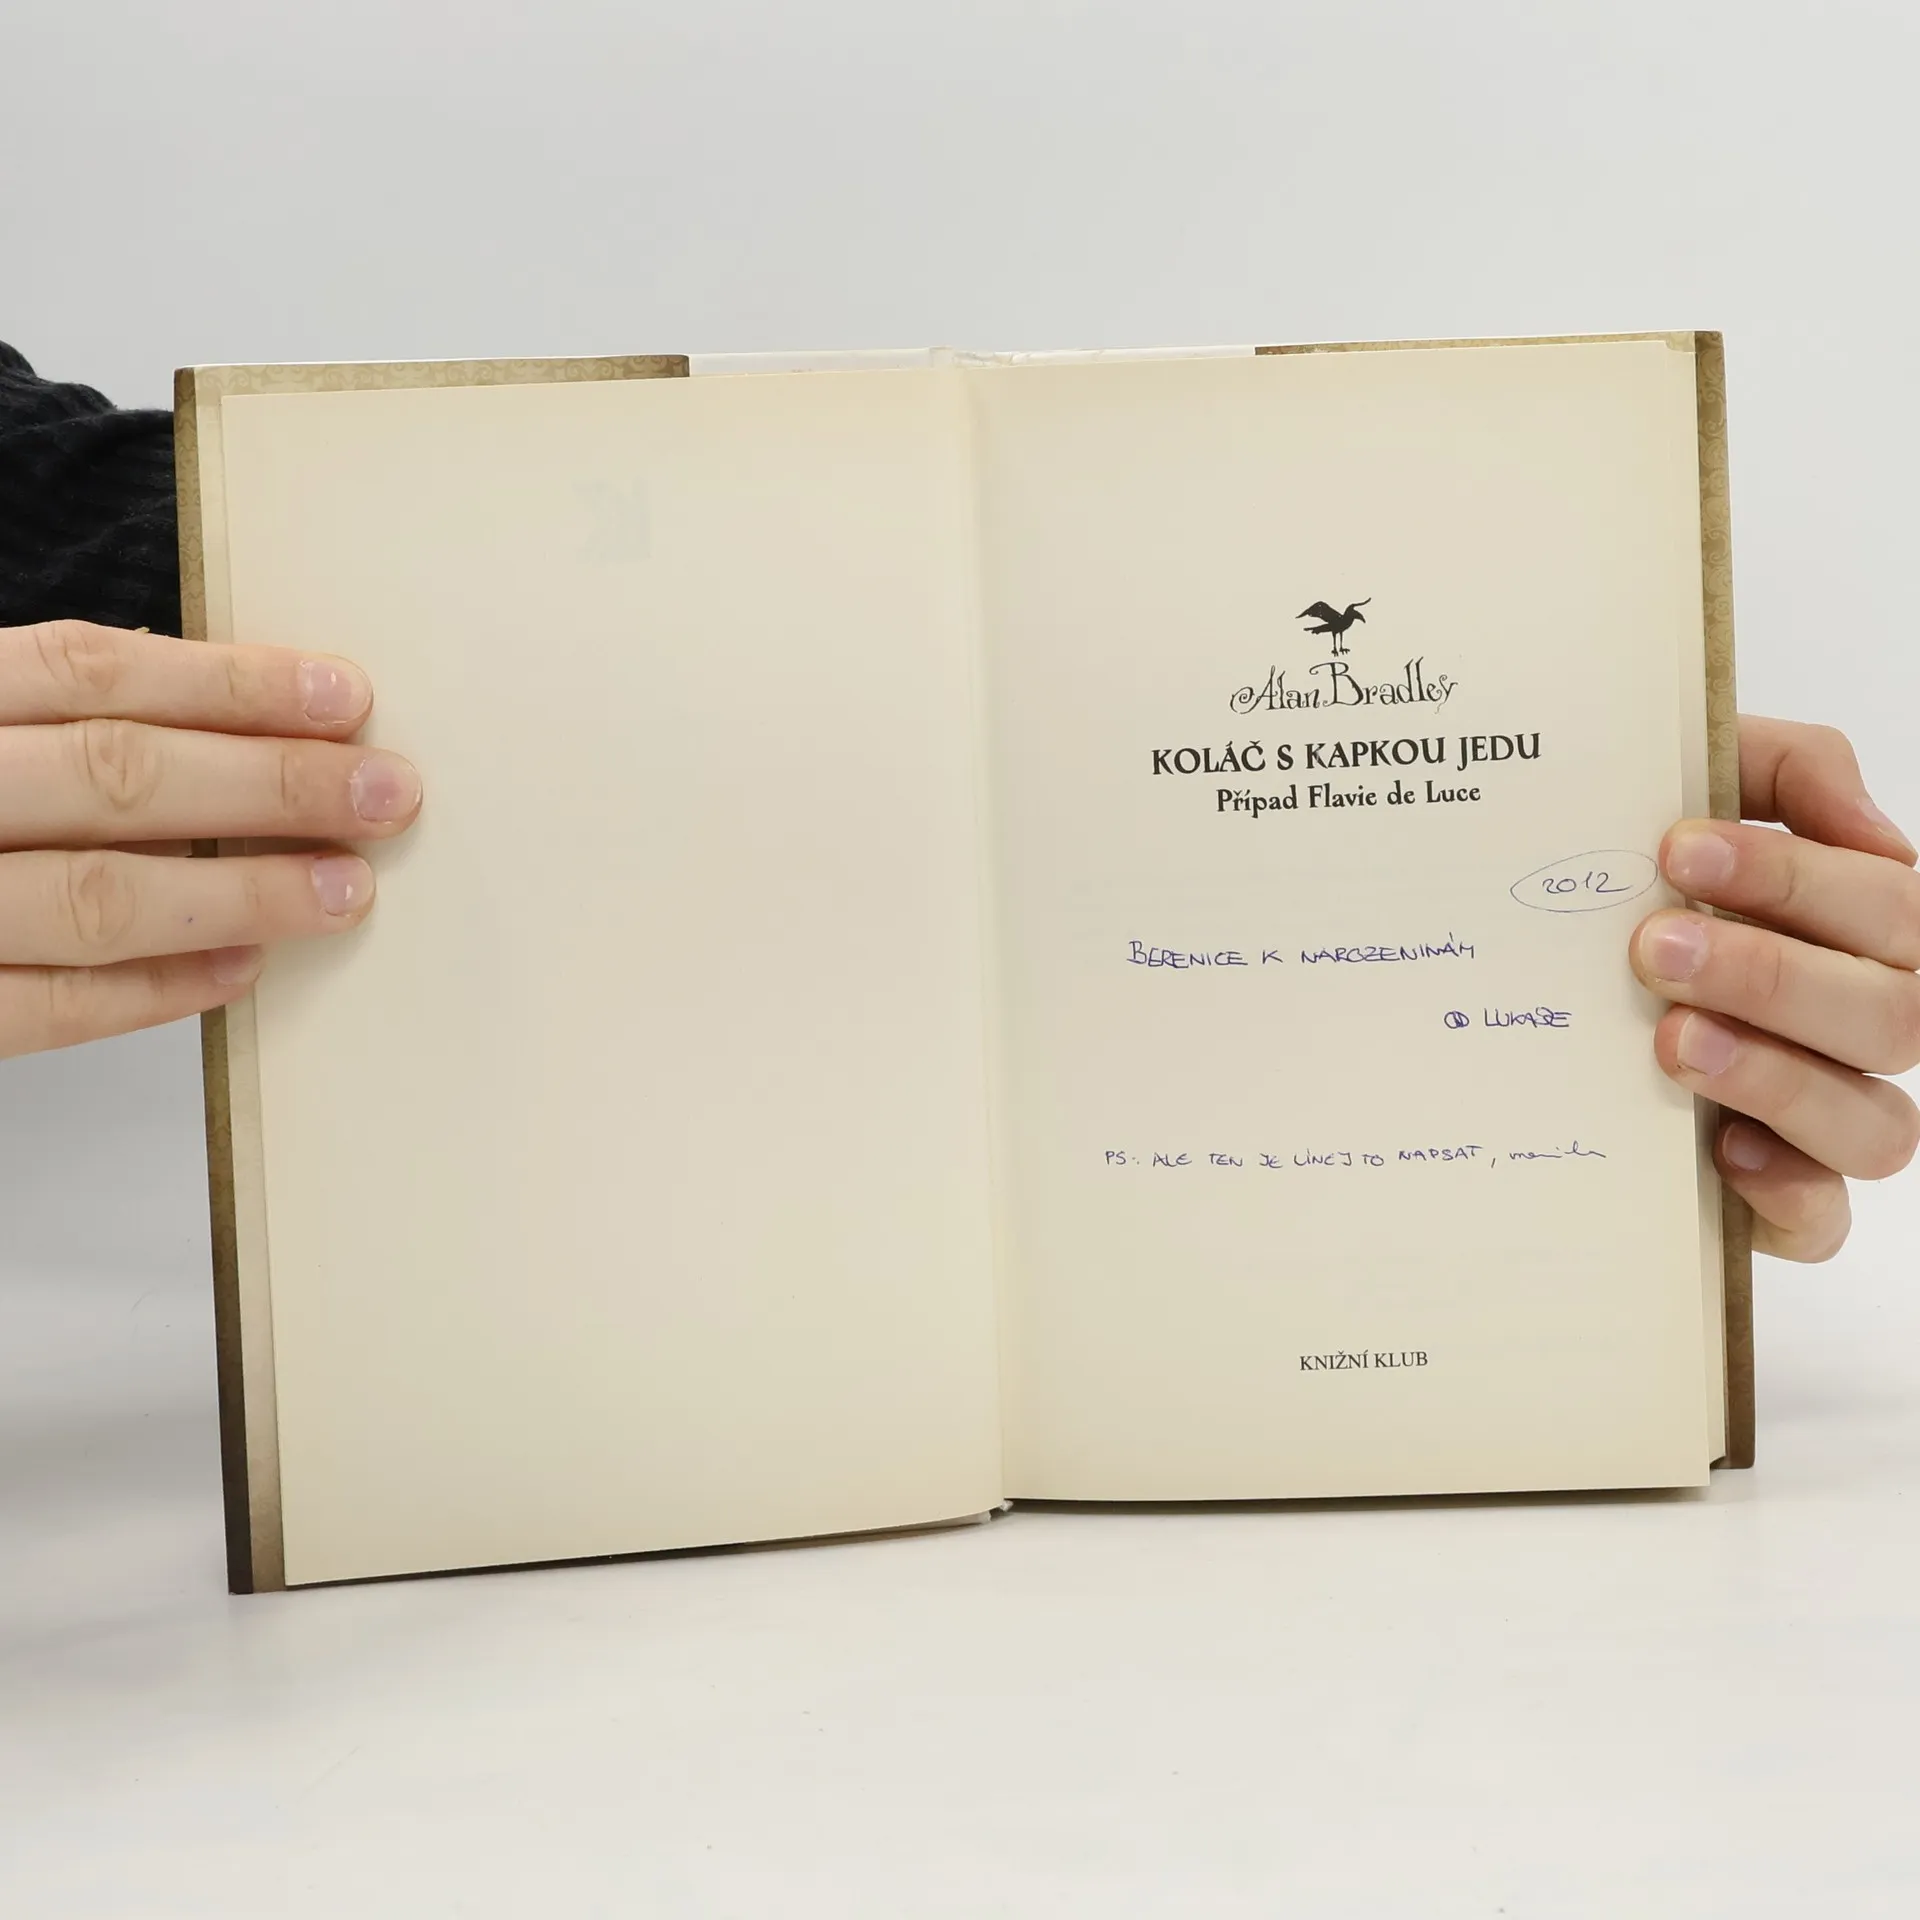 Alan Bradley
KOLÁČ S KAPKOU JEDU
Případ Flavie de Luce
2012
BERENICE K NAROZENINÁM
OD LUKÁŠE
PS: ALE TEN JE LÍNEJ TO NAPSAT,
KNIŽNÍ KLUB